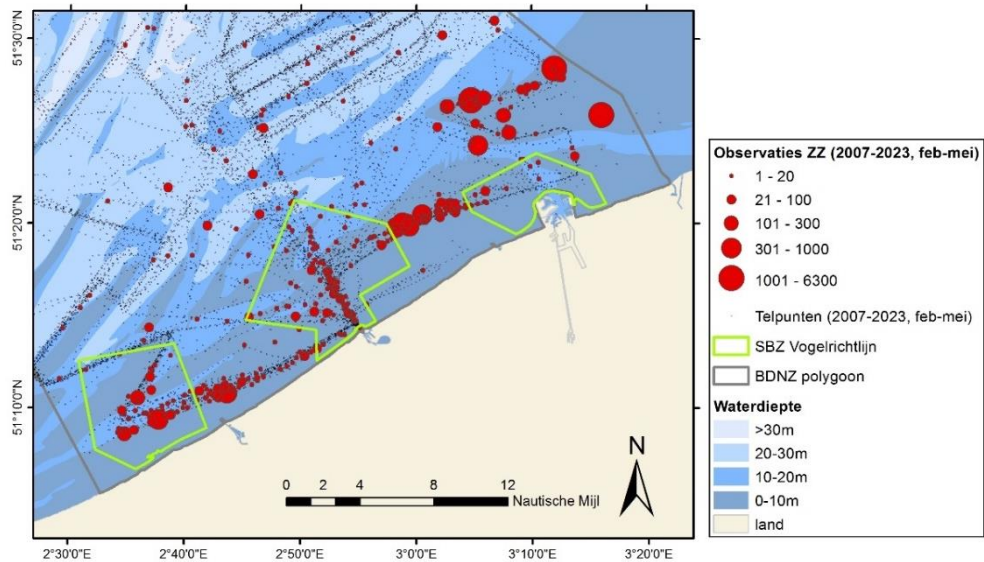 51°30'0"N
51°20'0"N
51°10'0"N
N
0 2 4 8 12
Nautische Mijl
2°30'0"E 2°40'0"E 2°50'0"E 3°0'0"E 3°10'0"E 3°20'0"E
Observaties ZZ (2007-2023, feb-mei)
1 - 20
21 - 100
101 - 300
301 - 1000
1001 - 6300
Telpunten (2007-2023, feb-mei)
SBZ Vogelrichtlijn
BDNZ polygoon
Waterdiepte
>30m
20-30m
10-20m
0-10m
land